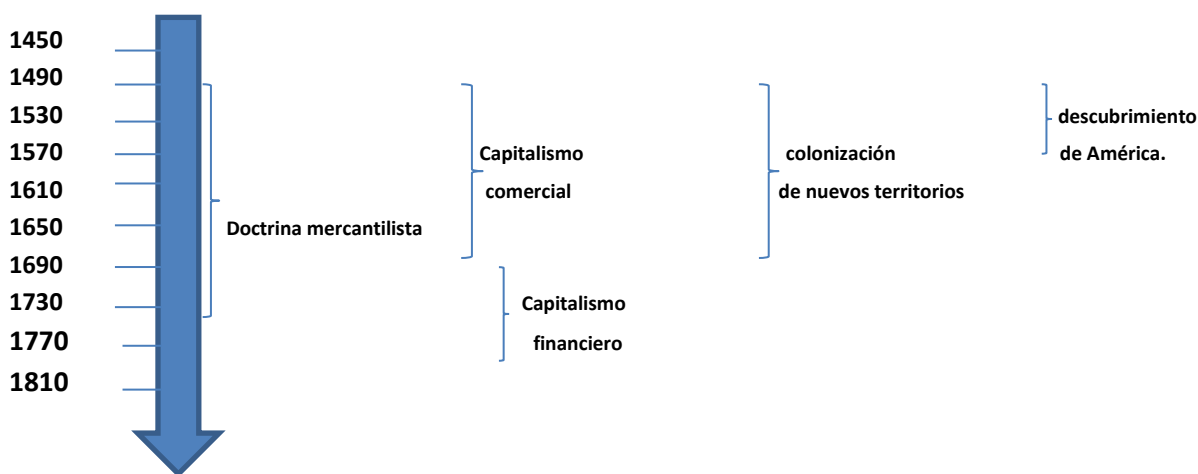 1450
1490
1530
1570
1610
1650
1690
1730
1770
1810
Doctrina mercantilista
Capitalismo
comercial
Capitalismo
financiero
colonización
de nuevos territorios
descubrimiento
de América.